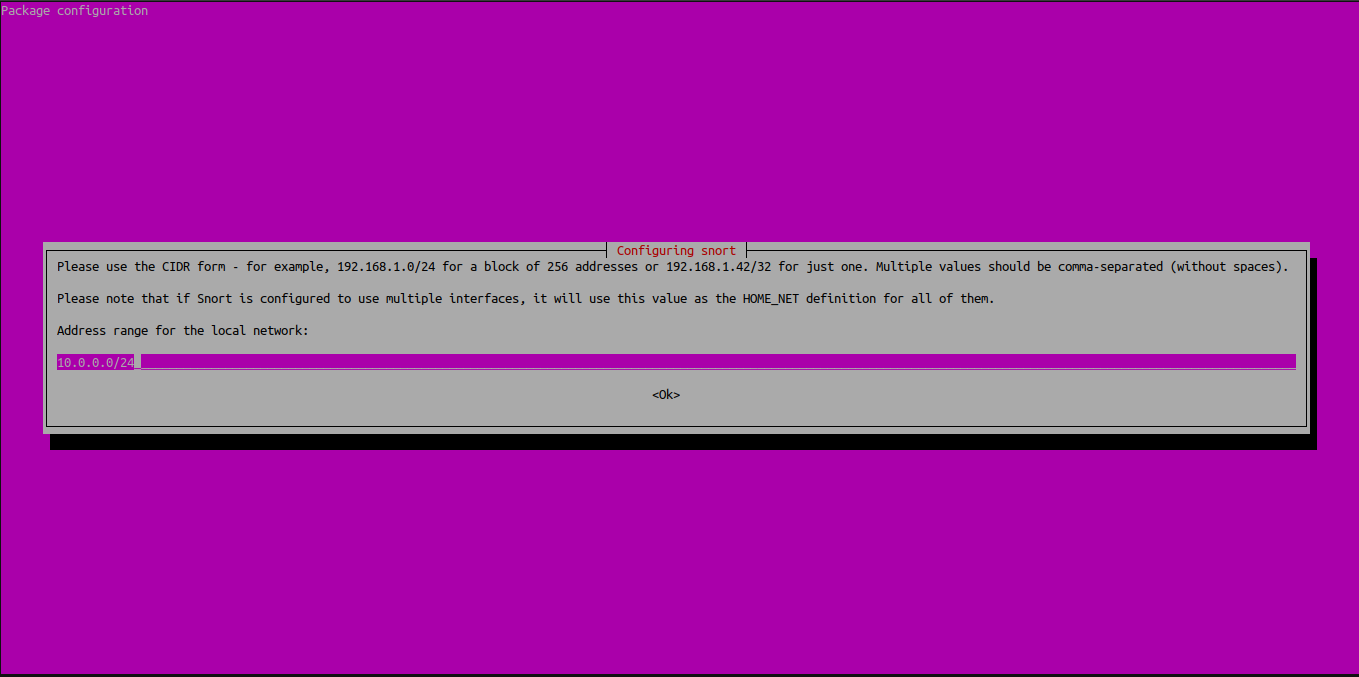 Package configuration
Configuring snort
Please use the CIDR form - for example, 192.168.1.0/24 for a block of 256 addresses or 192.168.1.42/32 for just one. Multiple values should be comma-separated (without spaces).
Please note that if Snort is configured to use multiple interfaces, it will use this value as the HOME_NET definition for all of them.
Address range for the local network:
10.0.0.0/24
<Ok>